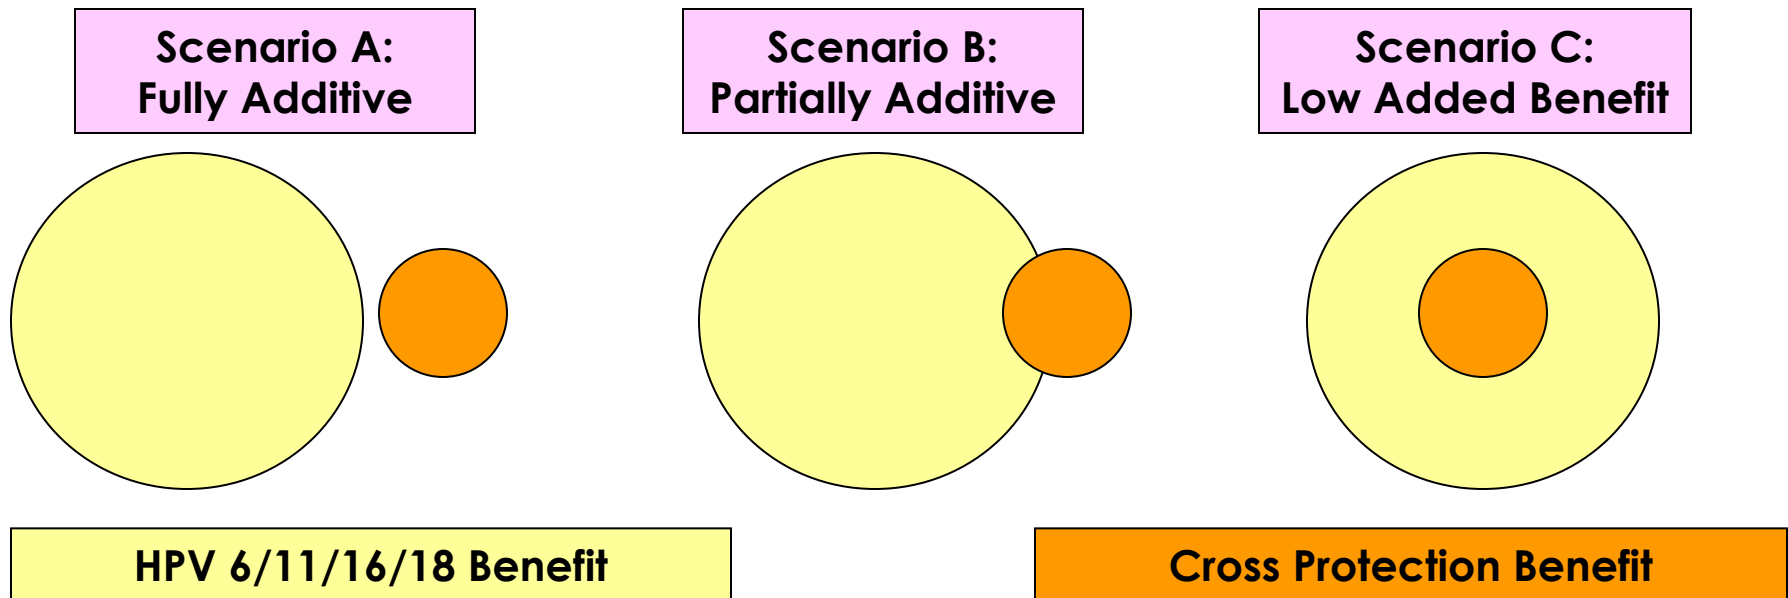 Scenario A:
Fully Additive
Scenario B:
Partially Additive
Scenario C:
Low Added Benefit
HPV 6/11/16/18 Benefit
Cross Protection Benefit